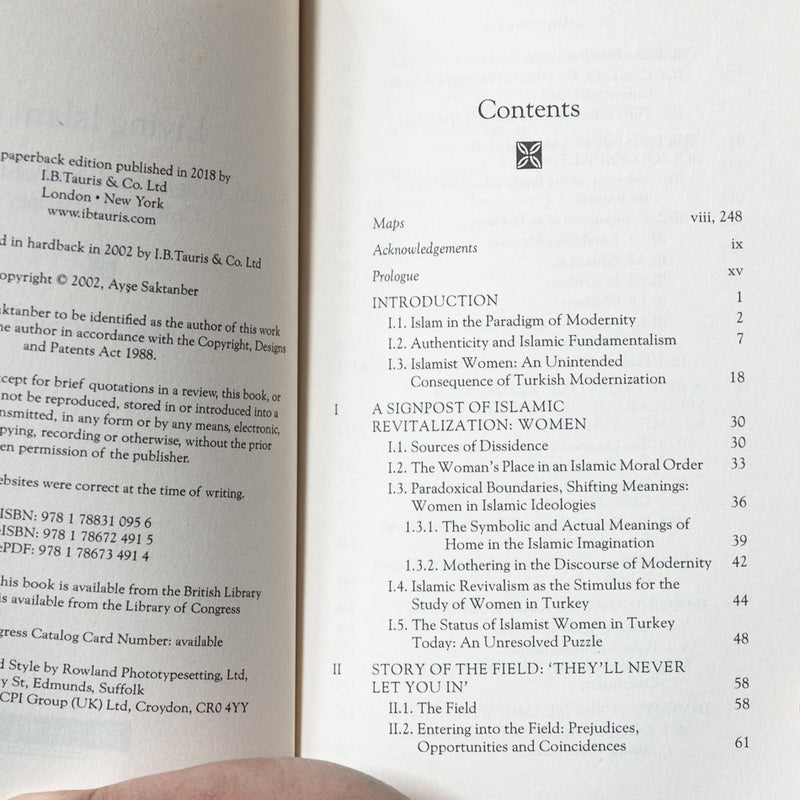 paperback edition published in 2018 by
I.B.Tauris & Co. Ltd
London • New York
www.ibtauris.com
in hardback in 2002 by I.B.Tauris & Co. Ltd
© 2002, Ayşe Saktanber
to be identified as the author of this work
author in accordance with the Copyright, Designs
and Patents Act 1988.
for brief quotations in a review, this book, or
not be reproduced, stored in or introduced into a
in any form or by any means, electronic,
recording or otherwise, without the prior
permission of the publisher.
were correct at the time of writing.
ISBN: 978 1 78831 095 6
ISBN: 978 1 78672 491 5
ePDF: 978 1 78673 491 4
this book is available from the British Library
is available from the Library of Congress
Catalog Card Number: available
Style by Rowland Phototypesetting, Ltd,
St, Edmunds, Suffolk
CPI Group (UK) Ltd, Croydon, CR0 4YY
Contents
Maps viii, 248
Acknowledgements ix
Prologue xv
INTRODUCTION 1
I.1. Islam in the Paradigm of Modernity 2
I.2. Authenticity and Islamic Fundamentalism 7
I.3. Islamist Women: An Unintended
Consequence of Turkish Modernization 18
I A SIGNPOST OF ISLAMIC
REVITALIZATION: WOMEN 30
I.1. Sources of Dissidence 30
I.2. The Woman's Place in an Islamic Moral Order 33
I.3. Paradoxical Boundaries, Shifting Meanings:
Women in Islamic Ideologies 36
1.3.1. The Symbolic and Actual Meanings of
Home in the Islamic Imagination 39
1.3.2. Mothering in the Discourse of Modernity 42
I.4. Islamic Revivalism as the Stimulus for the
Study of Women in Turkey 44
I.5. The Status of Islamist Women in Turkey
Today: An Unresolved Puzzle 48
II STORY OF THE FIELD: 'THEY'LL NEVER
LET YOU IN' 58
II.1. The Field 58
II.2. Entering into the Field: Prejudices,
Opportunities and Coincidences 61